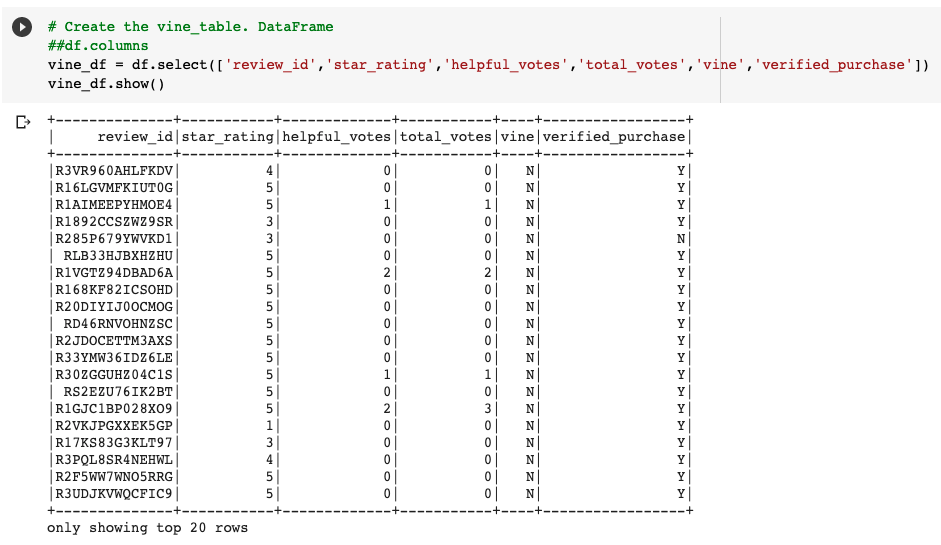 # Create the vine_table. DataFrame
##df.columns
vine_df = df.select(['review_id','star_rating','helpful_votes','total_votes','vine','verified_purchase'])
vine_df.show()
+--------------+-----------+-------------+-----------+----+-----------------+
|     review_id|star_rating|helpful_votes|total_votes|vine|verified_purchase|
+--------------+-----------+-------------+-----------+----+-----------------+
|R3VR960AHLFKDV|          4|            0|          0|   N|                Y|
|R16LGVMFKIUT0G|          5|            0|          0|   N|                Y|
|R1AIMEEPYHMOE4|          5|            1|          1|   N|                Y|
|R1892CCSZWZ9SR|          3|            0|          0|   N|                Y|
|R285P679YWVKD1|          3|            0|          0|   N|                N|
| RLB33HJBXHZHU|          5|            0|          0|   N|                Y|
|R1VGTZ94DBAD6A|          5|            2|          2|   N|                Y|
|R168KF82ICSOHD|          5|            0|          0|   N|                Y|
|R20DIYIJ0OCMOG|          5|            0|          0|   N|                Y|
| RD46RNVOHNZSC|          5|            0|          0|   N|                Y|
|R2JDOCETTM3AXS|          5|            0|          0|   N|                Y|
|R33YMW36IDZ6LE|          5|            0|          0|   N|                Y|
|R30ZGGUHZ04C1S|          5|            1|          1|   N|                Y|
| RS2EZU76IK2BT|          5|            0|          0|   N|                Y|
|R1GJC1BP028XO9|          5|            2|          3|   N|                Y|
|R2VKJPGXXEK5GP|          1|            0|          0|   N|                Y|
|R17KS83G3KLT97|          3|            0|          0|   N|                Y|
|R3PQL8SR4NEHWL|          4|            0|          0|   N|                Y|
|R2F5WW7WNO5RRG|          5|            0|          0|   N|                Y|
|R3UDJKVWQCFIC9|          5|            0|          0|   N|                Y|
+--------------+-----------+-------------+-----------+----+-----------------+
only showing top 20 rows